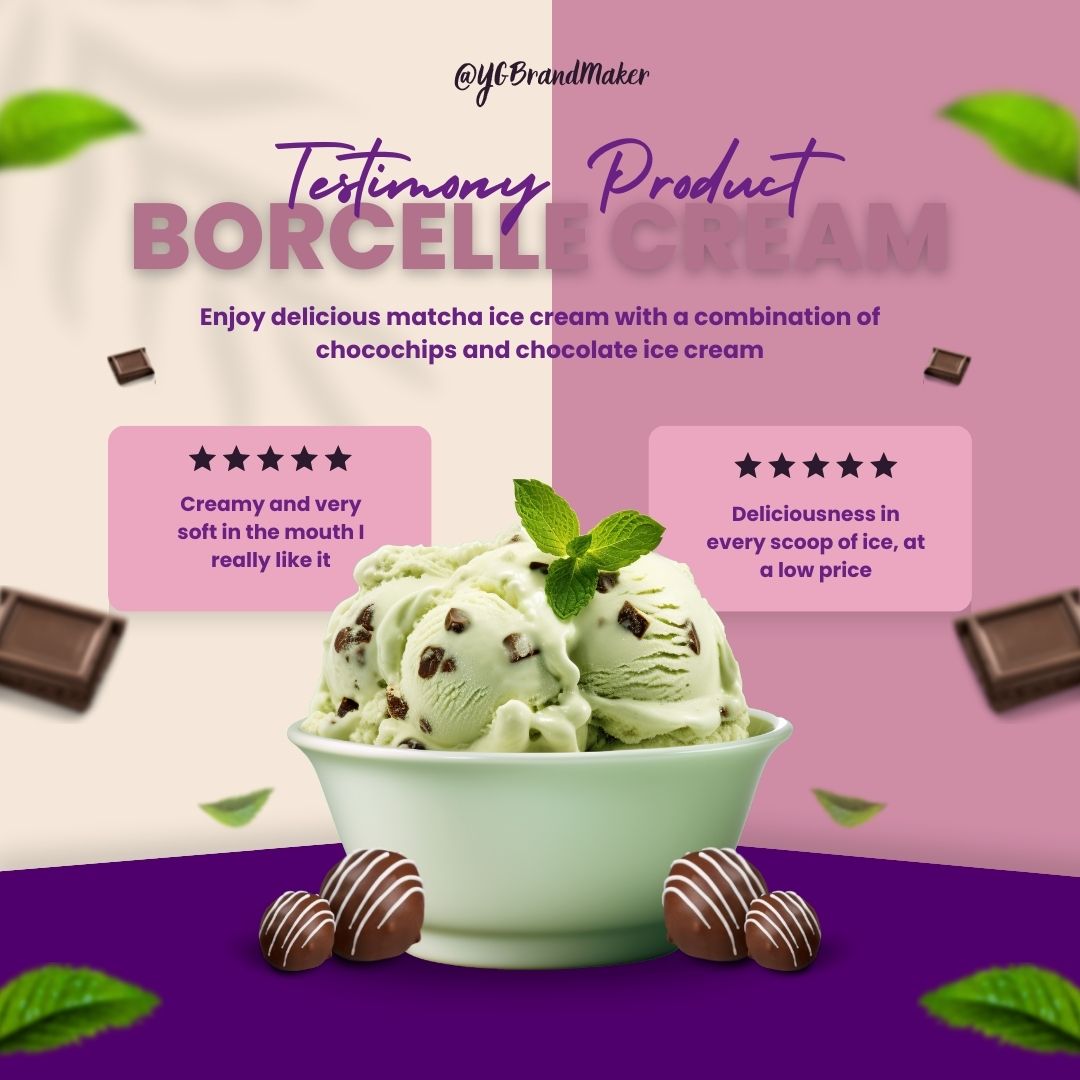 @YGBrandMaker
Testimony Product
BORCELLE CREAM
Enjoy delicious matcha ice cream with a combination of
chocochips and chocolate ice cream
Creamy and very
soft in the mouth I
really like it
Deliciousness in
every scoop of ice, at
a low price